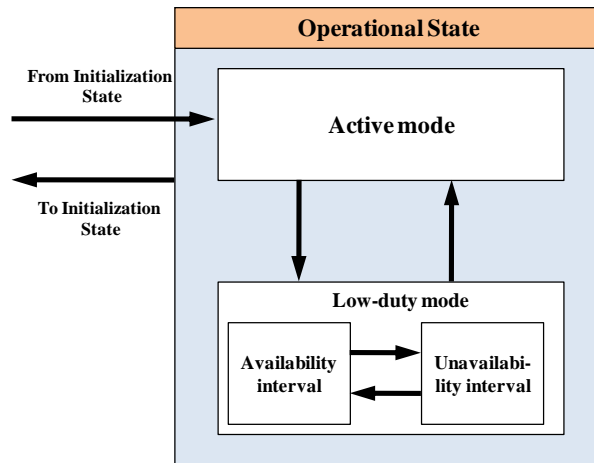 Operational State
From Initialization
State
Active mode
To Initialization
State
Low-duty mode
Availability
interval
Unavailabi-
lity interval